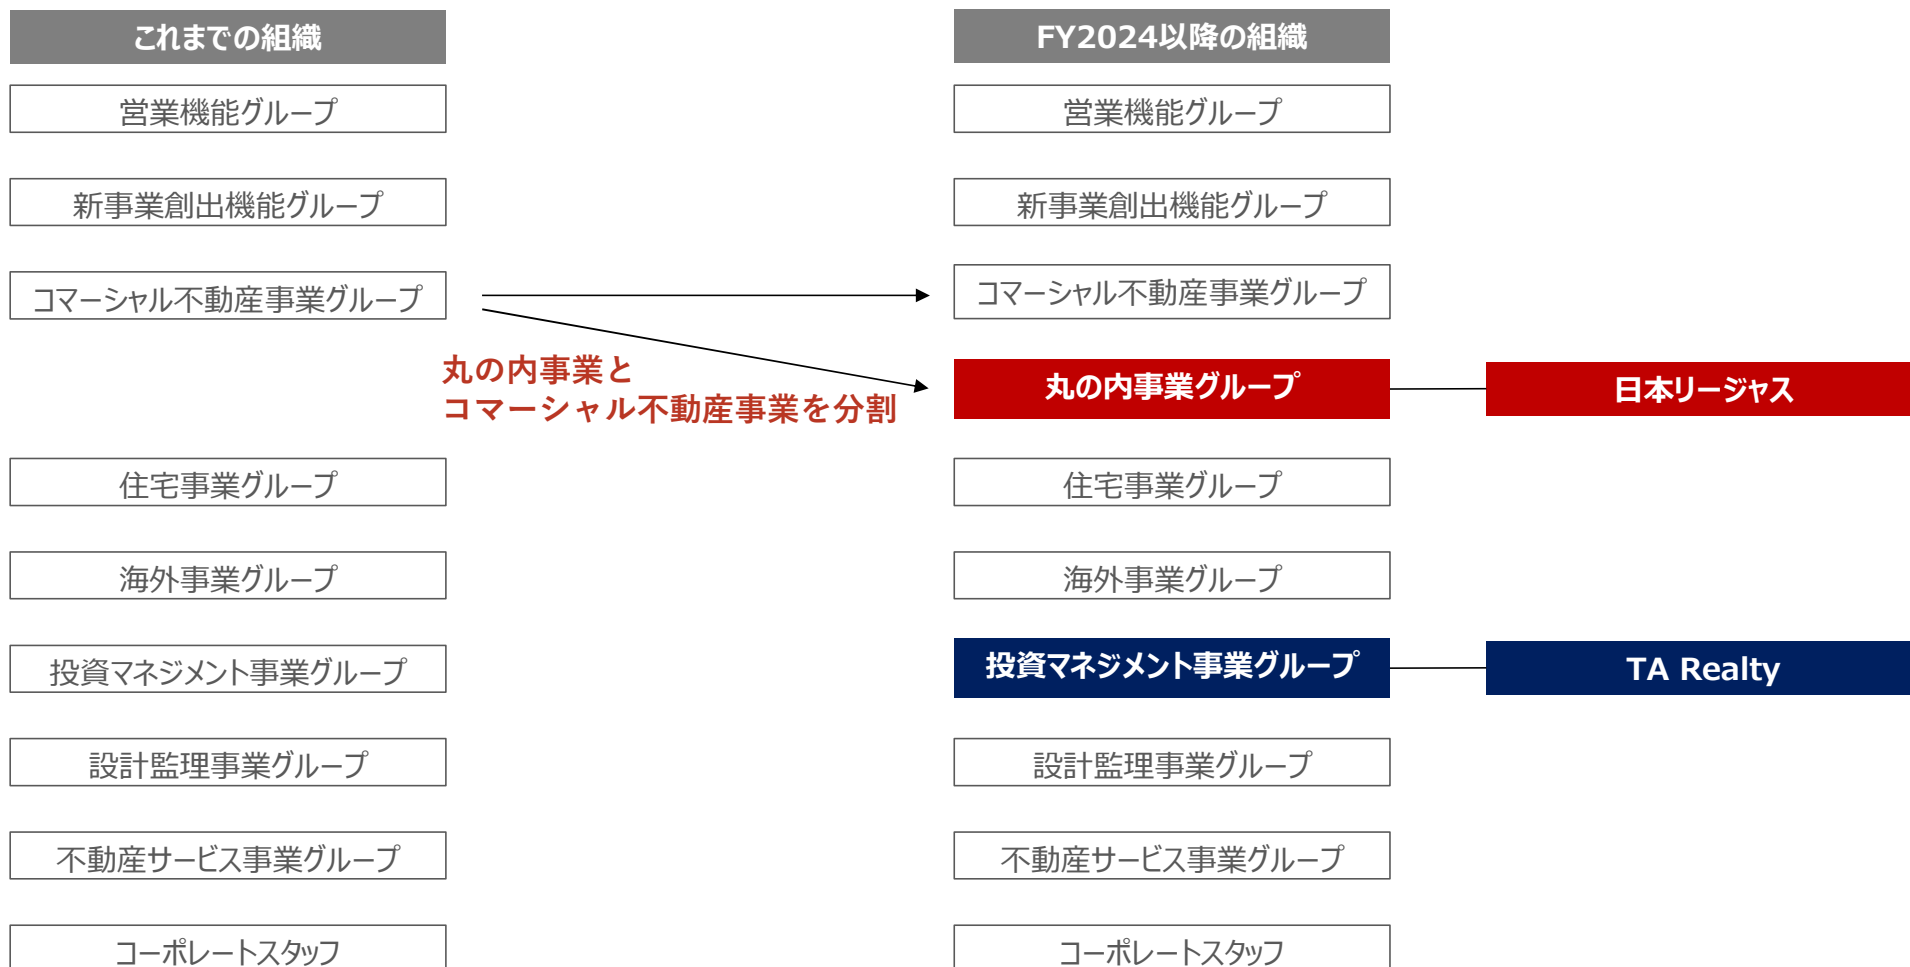 これまでの組織
FY2024以降の組織
営業機能グループ
営業機能グループ
新事業創出機能グループ
新事業創出機能グループ
コマーシャル不動産事業グループ
コマーシャル不動産事業グループ
丸の内事業と
コマーシャル不動産事業を分割
丸の内事業グループ
日本リージャス
住宅事業グループ
住宅事業グループ
海外事業グループ
海外事業グループ
投資マネジメント事業グループ
投資マネジメント事業グループ
TA Realty
設計監理事業グループ
設計監理事業グループ
不動産サービス事業グループ
不動産サービス事業グループ
コーポレートスタッフ
コーポレートスタッフ